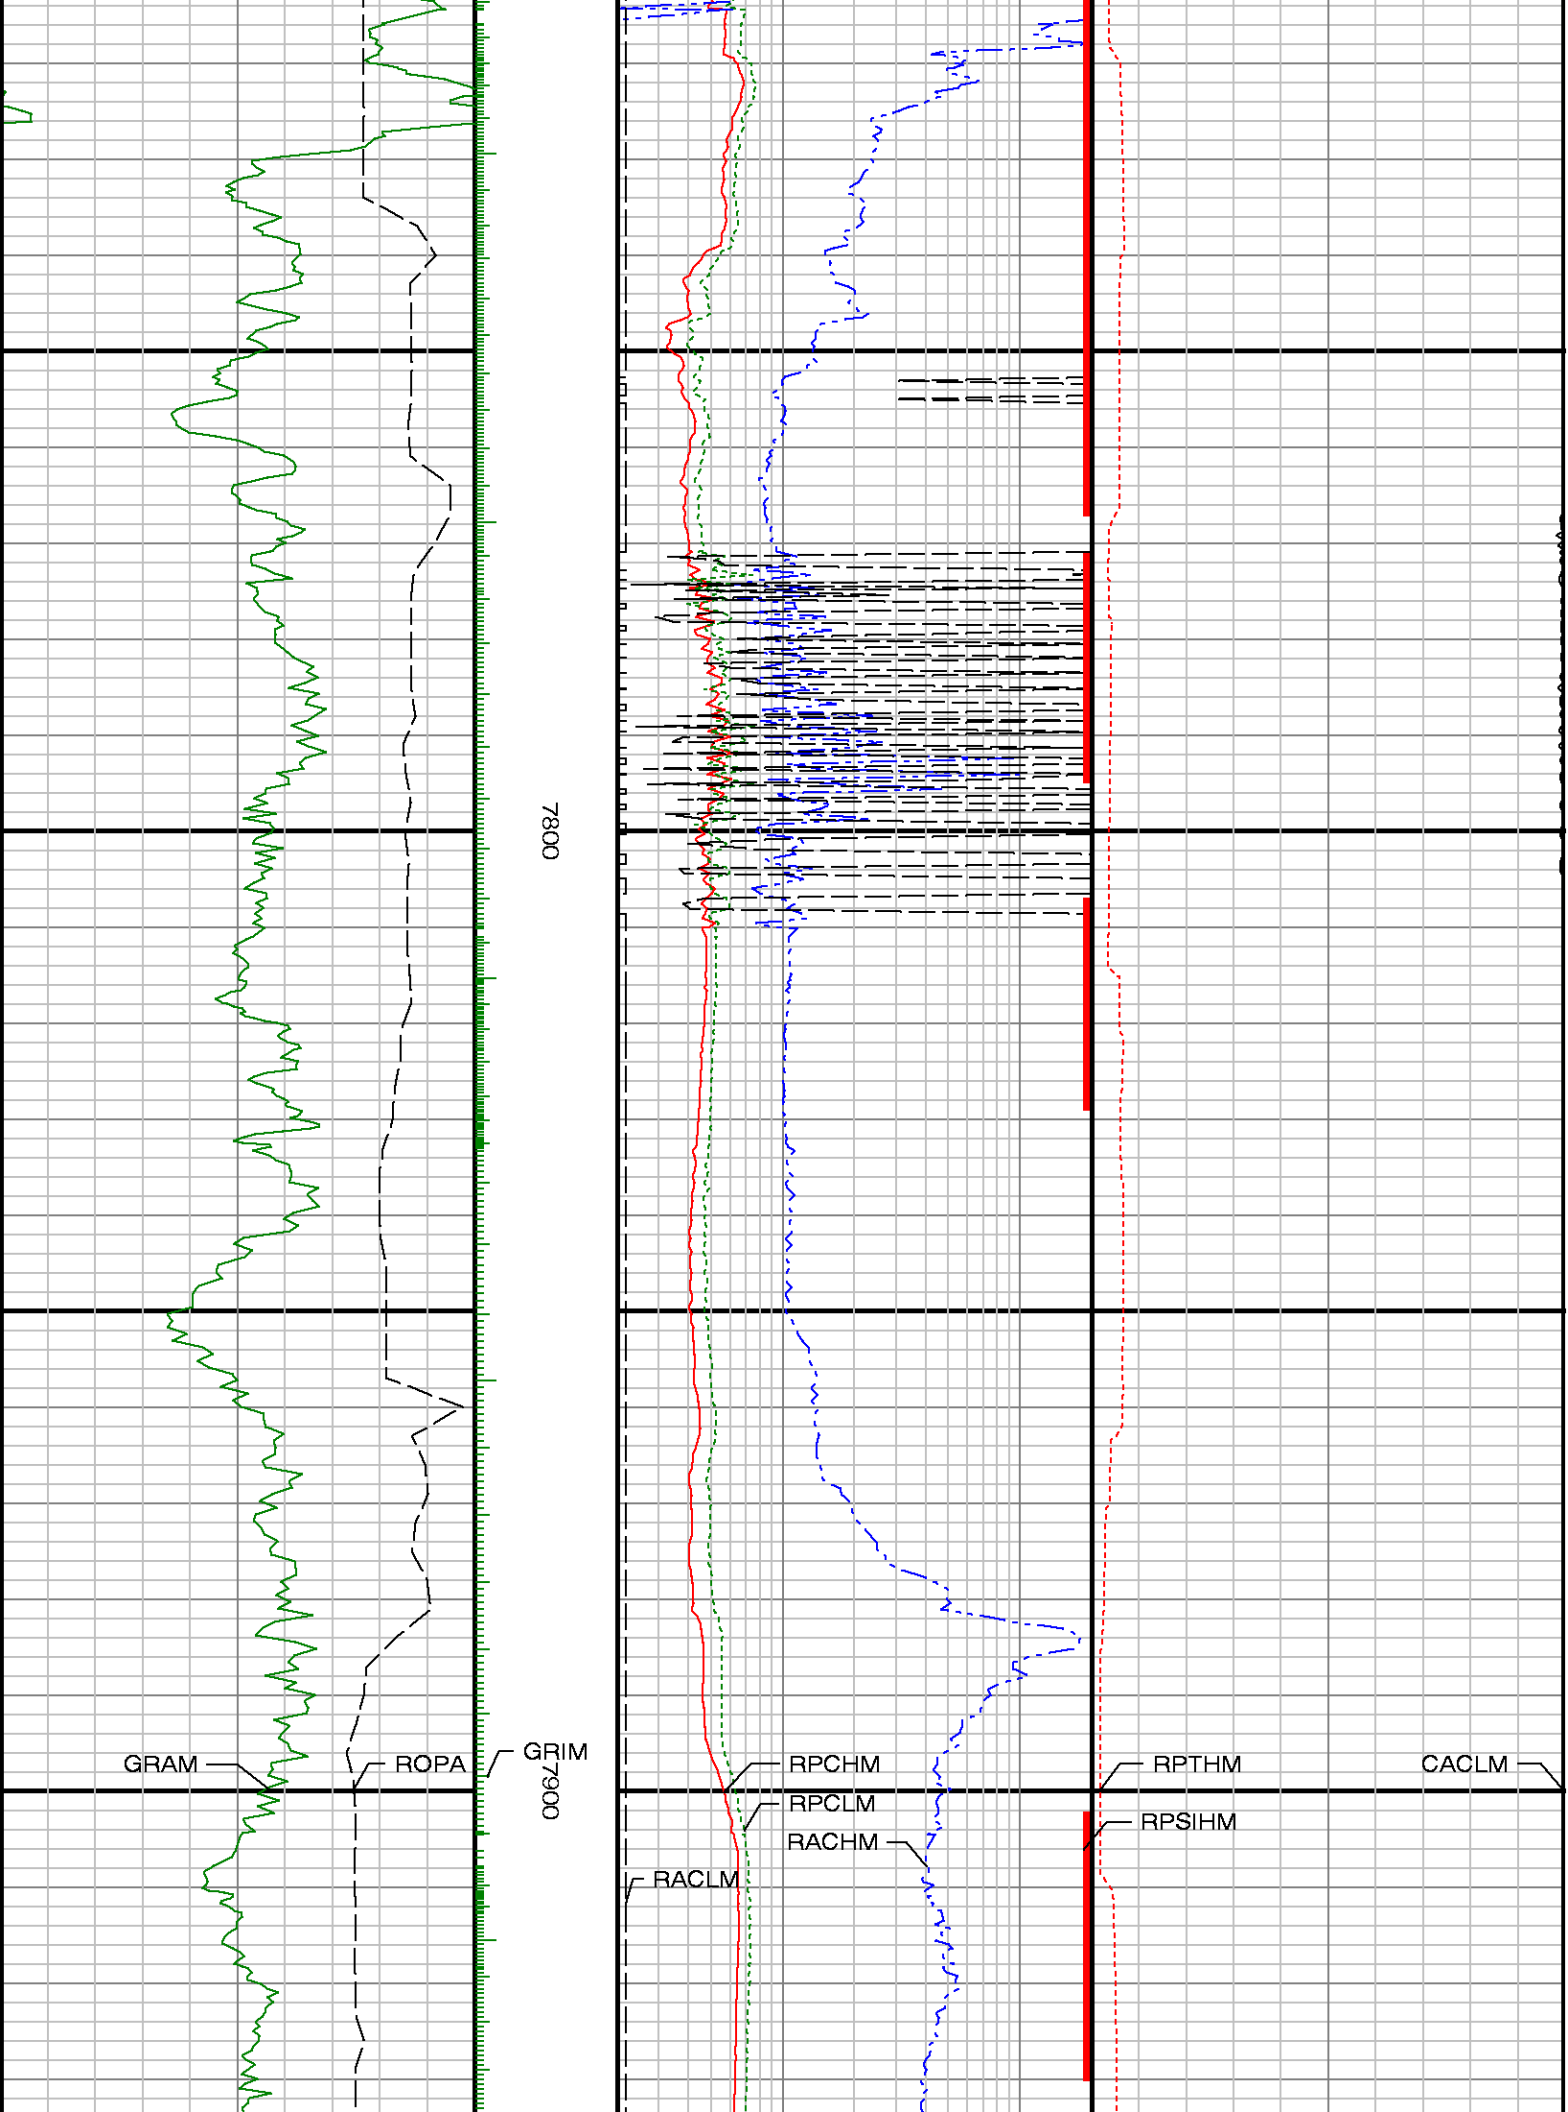 7800
GRAM
ROPA
GRIM
7900
RPCHM
RPTHM
CACLM
RPCLM
RPSIHM
RACHM
RACLM